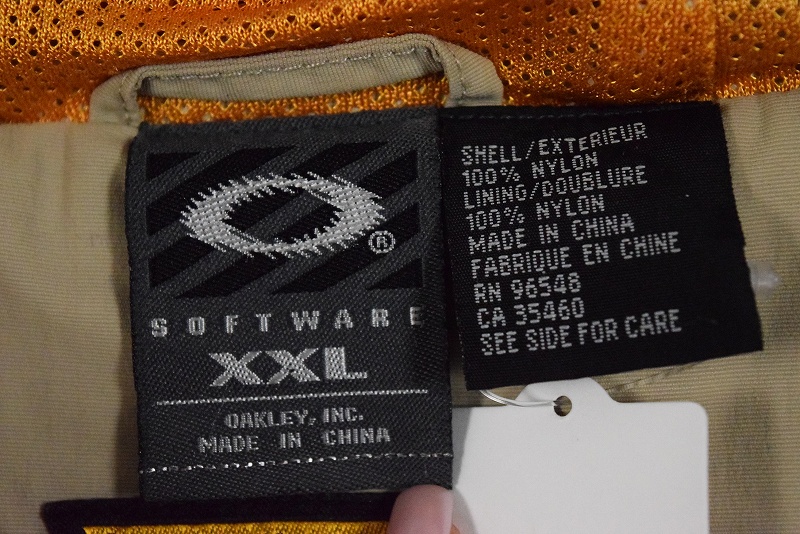 ®
SOFTWARE
XXL
OAKLEY, INC.
MADE IN CHINA
SHELL/EXTERIEUR
100% NYLON
LINING/DOUBLURE
100% NYLON
MADE IN CHINA
FABRIQUE EN CHINE
RN 96548
CA 35460
SEE SIDE FOR CARE